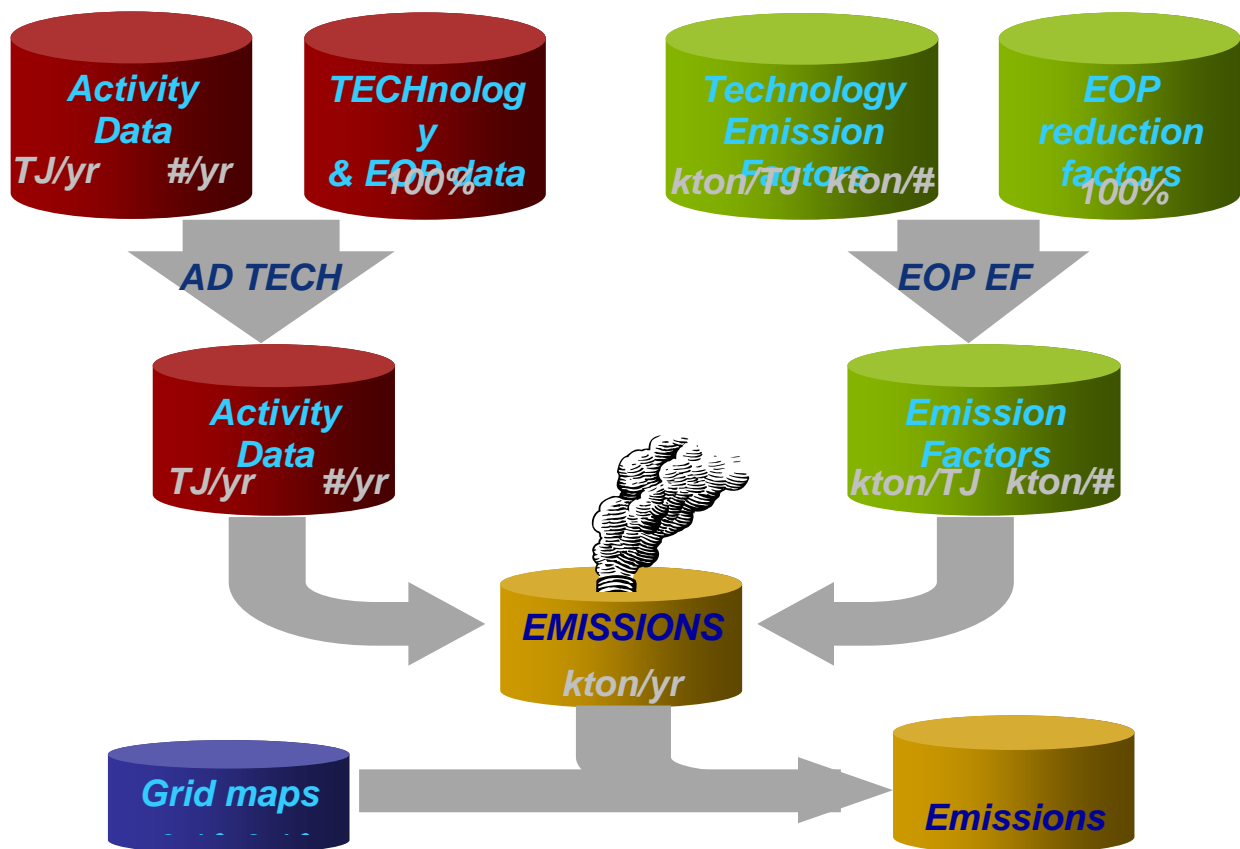 Activity
Data
TJ/yr #/yr
TECHnolog
y
& EOP data
100%
Technology
Emission
Factors
kton/TJ kton/#
EOP
reduction
factors
100%
AD TECH
EOP EF
Activity
Data
TJ/yr #/yr
Emission
Factors
kton/TJ kton/#
EMISSIONS
kton/yr
Grid maps
Emissions